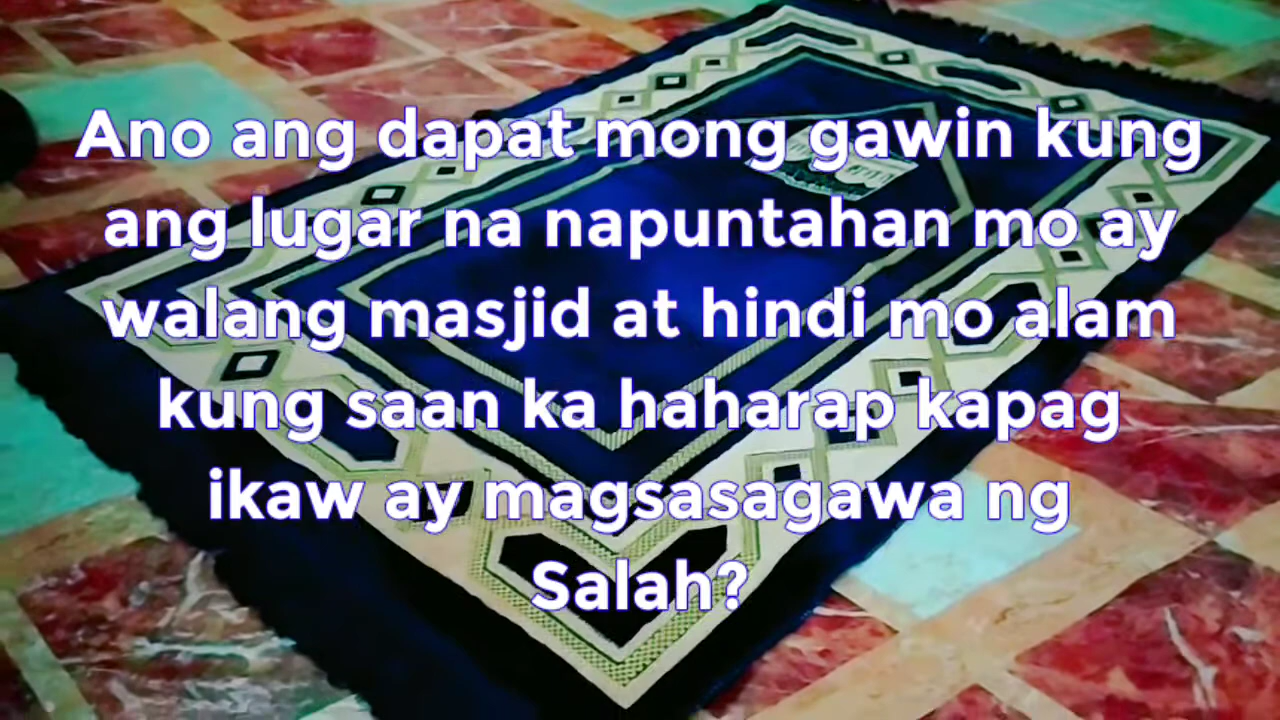 Ano ang dapat mong gawin kung
ang lugar na napuntahan mo ay
walang masjid at hindi mo alam
kung saan ka haharap kapag
ikaw ay magsasagawa ng
Salah?